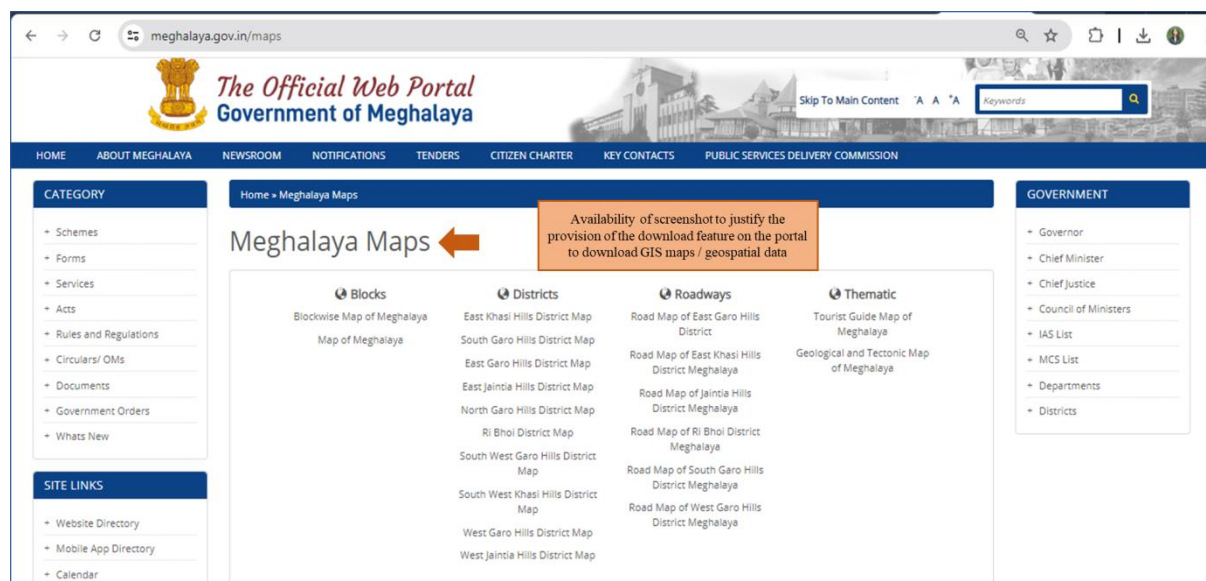 meghalaya.gov.in/maps
The Official Web Portal
Government of Meghalaya
Skip To Main Content -A A +A
Keywords
HOME ABOUT MEGHALAYA NEWSROOM NOTIFICATIONS TENDERS CITIZEN CHARTER KEY CONTACTS PUBLIC SERVICES DELIVERY COMMISSION
CATEGORY
+ Schemes
+ Forms
+ Services
+ Acts
+ Rules and Regulations
+ Circulars/ OMs
+ Documents
+ Government Orders
+ Whats New
SITE LINKS
+ Website Directory
+ Mobile App Directory
+ Calendar
Home » Meghalaya Maps
Meghalaya Maps
Availability of screenshot to justify the
provision of the download feature on the portal
to download GIS maps / geospatial data
Blocks
Blockwise Map of Meghalaya
Map of Meghalaya
Districts
East Khasi Hills District Map
South Garo Hills District Map
East Garo Hills District Map
East Jaintia Hills District Map
North Garo Hills District Map
Ri Bhoi District Map
South West Garo Hills District
Map
South West Khasi Hills District
Map
West Garo Hills District Map
West Jaintia Hills District Map
Roadways
Road Map of East Garo Hills
District
Road Map of East Khasi Hills
District Meghalaya
Road Map of Jaintia Hills
District Meghalaya
Road Map of Ri Bhoi District
Meghalaya
Road Map of South Garo Hills
District Meghalaya
Road Map of West Garo Hills
District Meghalaya
Thematic
Tourist Guide Map of
Meghalaya
Geological and Tectonic Map
of Meghalaya
GOVERNMENT
+ Governor
+ Chief Minister
+ Chief Justice
+ Council of Ministers
+ IAS List
+ MCS List
+ Departments
+ Districts